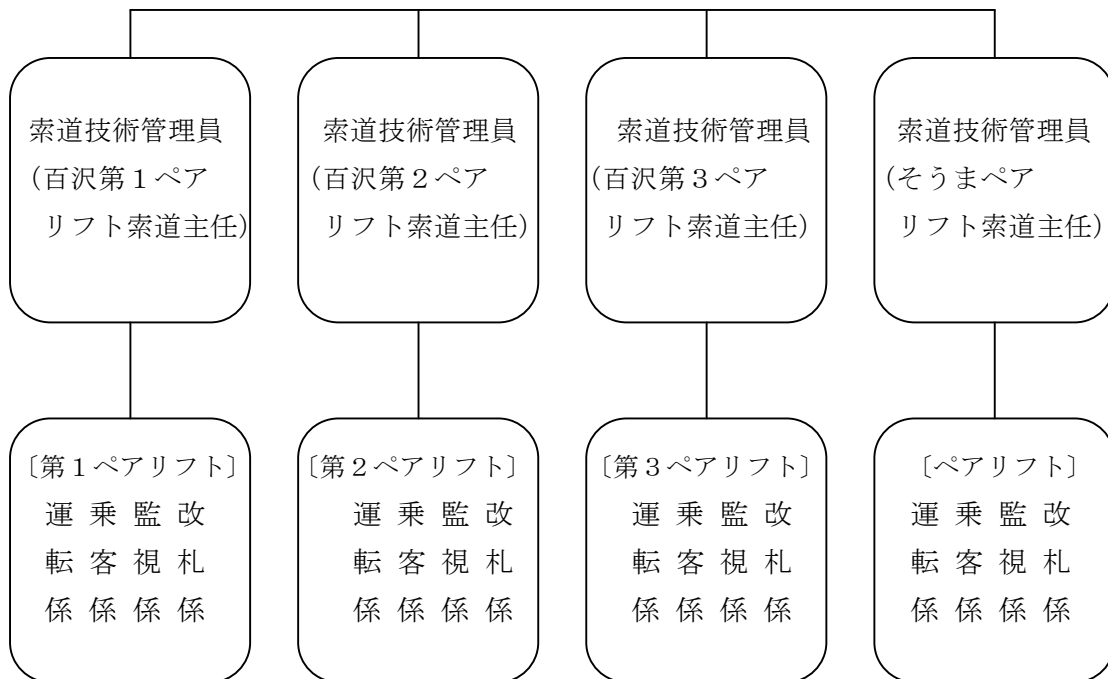 索道技術管理員
(百沢第１ペア
リフト索道主任)
索道技術管理員
(百沢第２ペア
リフト索道主任)
索道技術管理員
(百沢第３ペア
リフト索道主任)
索道技術管理員
(そうまペア
リフト索道主任)
〔第１ペアリフト〕
運 乗 監 改
転 客 視 札
係 係 係 係
〔第２ペアリフト〕
運 乗 監 改
転 客 視 札
係 係 係 係
〔第３ペアリフト〕
運 乗 監 改
転 客 視 札
係 係 係 係
〔ペアリフト〕
運 乗 監 改
転 客 視 札
係 係 係 係